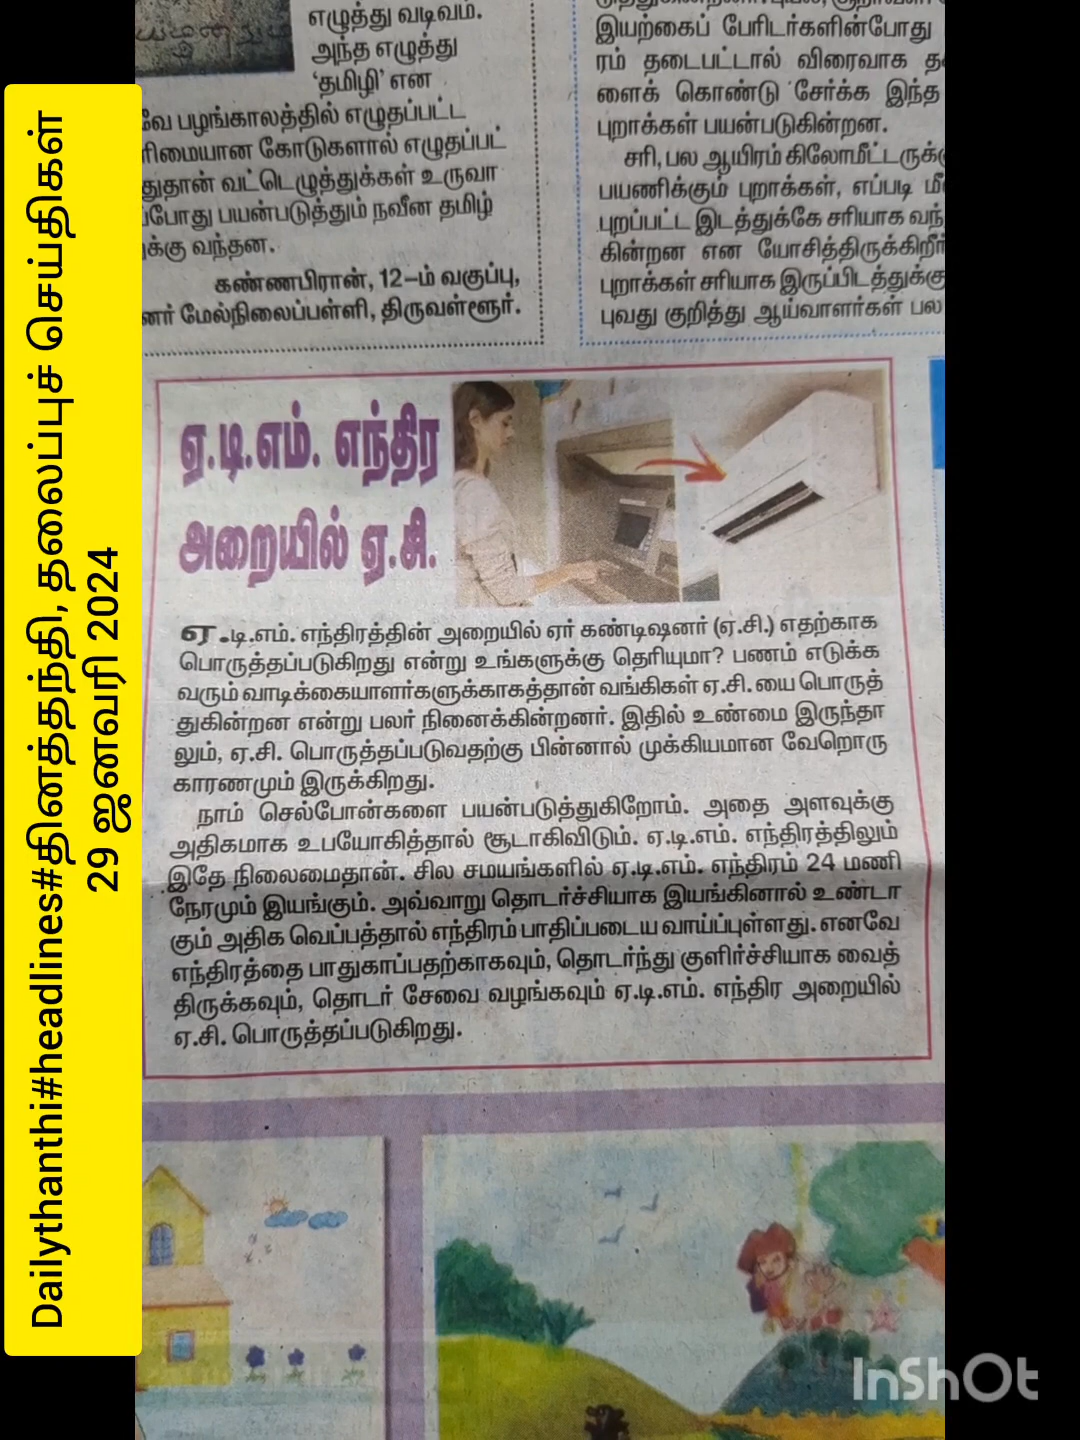 Dailythanthi#headlines#தினத்தந்தி, தலைப்புச் செய்திகள்
29 ஜனவரி 2024
எழுத்து வடிவம்.
அந்த எழுத்து
'தமிழி' என
வே பழங்காலத்தில் எழுதப்பட்ட
ரிமையான கோடுகளால் எழுதப்பட்
துதான் வட்டெழுத்துக்கள் உருவா
ப்போது பயன்படுத்தும் நவீன தமிழ்
ுக்கு வந்தன.
கண்ணபிரான், 12-ம் வகுப்பு,
னர் மேல்நிலைப்பள்ளி, திருவள்ளூர்.
இயற்கைப் பேரிடர்களின்போது
ரம் தடைபட்டால் விரைவாக த
ளைக் கொண்டு சேர்க்க இந்த
புறாக்கள் பயன்படுகின்றன.
சரி, பல ஆயிரம் கிலோமீட்டருக்கு
பயணிக்கும் புறாக்கள், எப்படி மீ
புறப்பட்ட இடத்துக்கே சரியாக வந்
கின்றன என யோசித்திருக்கிறீர்
புறாக்கள் சரியாக இருப்பிடத்துக்கு
புவது குறித்து ஆய்வாளர்கள் பல
ஏ.டி.எம். எந்திர
அறையில் ஏ.சி.
ஏ.டி.எம். எந்திரத்தின் அறையில் ஏர் கண்டிஷனர் (ஏ.சி.) எதற்காக
பொருத்தப்படுகிறது என்று உங்களுக்கு தெரியுமா? பணம் எடுக்க
வரும் வாடிக்கையாளர்களுக்காகத்தான் வங்கிகள் ஏ.சி.யை பொருத்
துகின்றன என்று பலர் நினைக்கின்றனர். இதில் உண்மை இருந்தா
லும், ஏ.சி. பொருத்தப்படுவதற்கு பின்னால் முக்கியமான வேறொரு
காரணமும் இருக்கிறது.
நாம் செல்போன்களை பயன்படுத்துகிறோம். அதை அளவுக்கு
அதிகமாக உபயோகித்தால் சூடாகிவிடும். ஏ.டி.எம். எந்திரத்திலும்
இதே நிலைமைதான். சில சமயங்களில் ஏ.டி.எம். எந்திரம் 24 மணி
நேரமும் இயங்கும். அவ்வாறு தொடர்ச்சியாக இயங்கினால் உண்டா
கும் அதிக வெப்பத்தால் எந்திரம் பாதிப்படைய வாய்ப்புள்ளது. எனவே
எந்திரத்தை பாதுகாப்பதற்காகவும், தொடர்ந்து குளிர்ச்சியாக வைத்
திருக்கவும், தொடர் சேவை வழங்கவும் ஏ.டி.எம். எந்திர அறையில்
ஏ.சி. பொருத்தப்படுகிறது.
InShOt